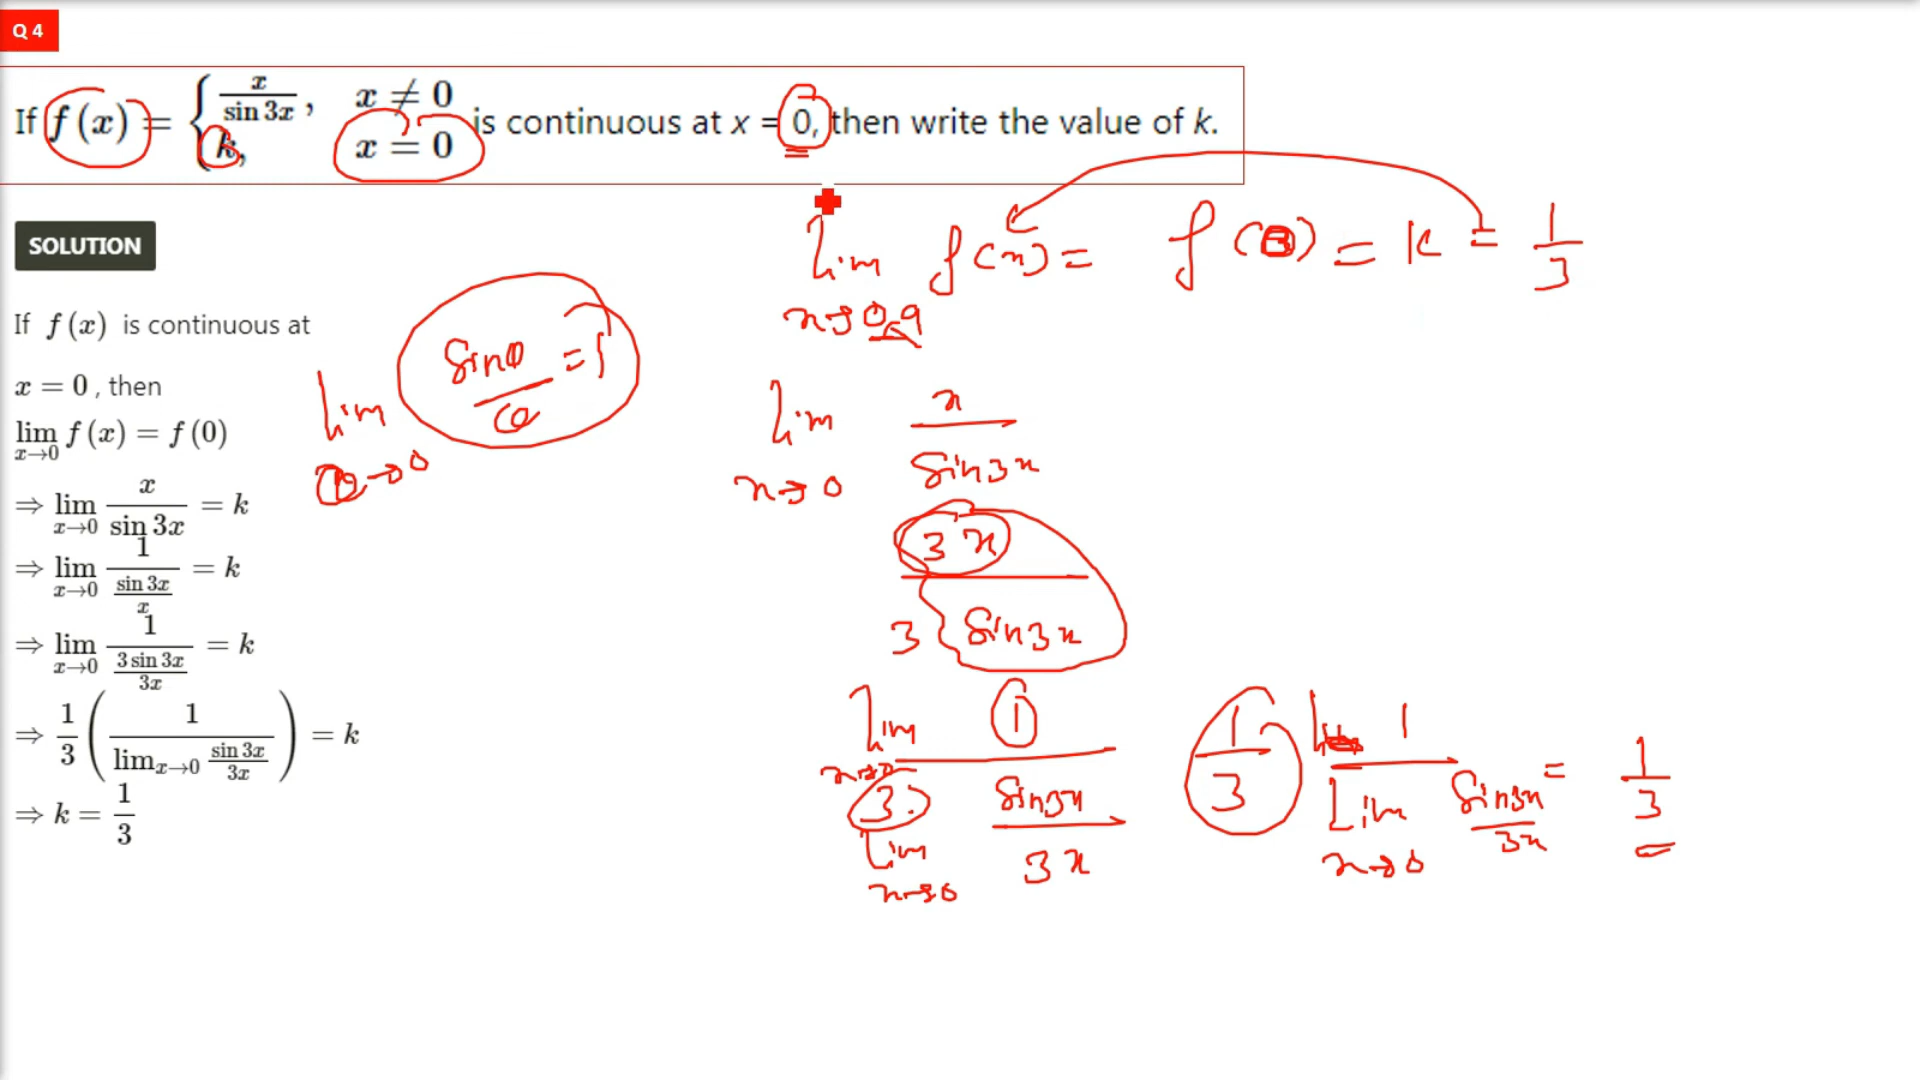 Q 4
If f(x) = { x/sin 3x, x ≠ 0
k, x = 0 is continuous at x = 0, then write the value of k.
SOLUTION
If f(x) is continuous at
x = 0, then
lim x→0 f(x) = f(0)
⇒ lim x→0 x/sin 3x = k
⇒ lim x→0 1/(sin 3x/x) = k
⇒ lim x→0 1/(3 sin 3x/3x) = k
⇒ 1/3 (1/(lim x→0 sin 3x/3x)) = k
⇒ k = 1/3
lim θ→0 sinθ/θ = 1
lim f(x) = f(0) = k = 1/3
x→0
lim x→0 x/sin3x
3x
3 sin3x
lim x→0 1
3. lim x→0 sin3x/3x
1/3 1/(Lim x→0 sin3x/3x) = 1/3